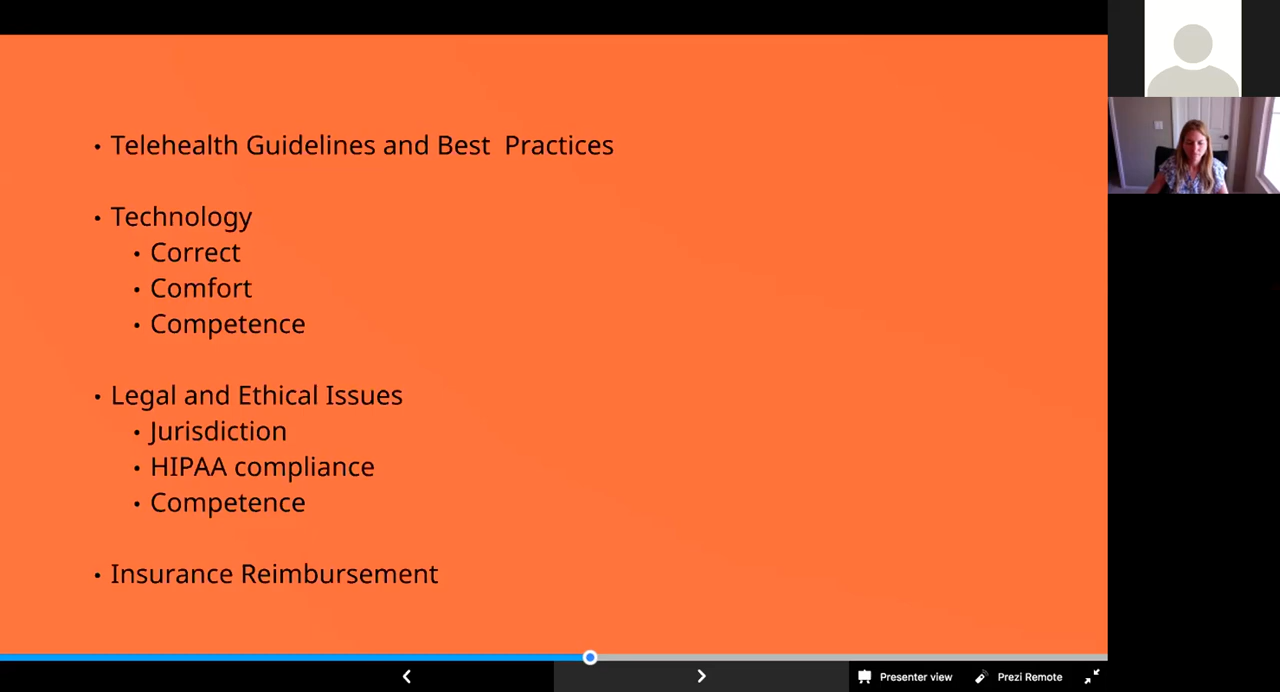 • Telehealth Guidelines and Best  Practices
• Technology
• Correct
• Comfort
• Competence
• Legal and Ethical Issues
• Jurisdiction
• HIPAA compliance
• Competence
• Insurance Reimbursement
Presenter view
Prezi Remote